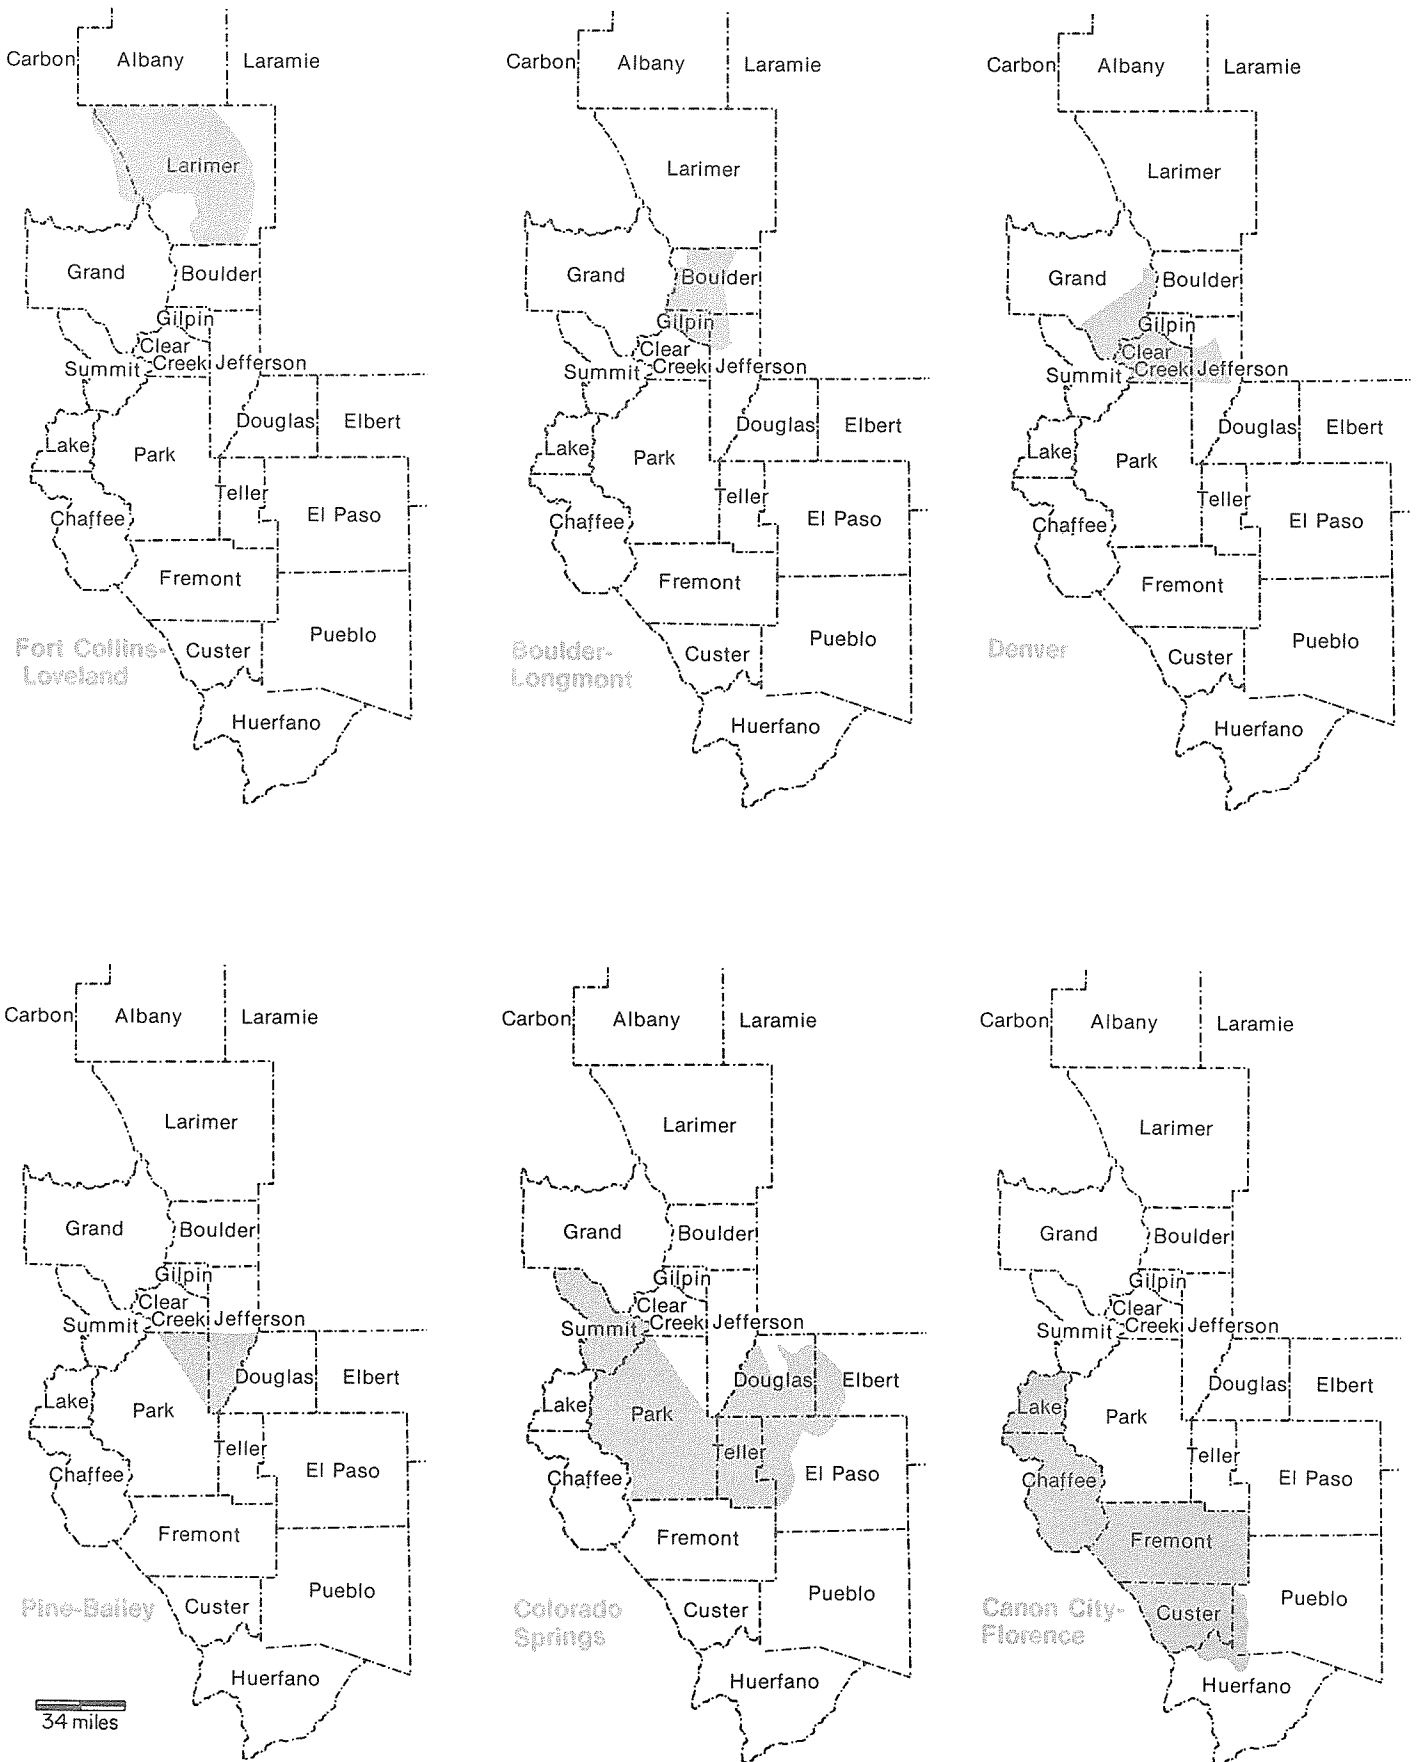 Carbon
Albany
Laramie
Larimer
Grand
Boulder
Gilpin
Clear
Creek
Jefferson
Summit
Douglas
Elbert
Lake
Park
Teller
Chaffee
El Paso
Fremont
Pueblo
Custer
Huerfano
Fort Collins-
Loveland
Carbon
Albany
Laramie
Larimer
Grand
Boulder
Gilpin
Clear
Creek
Jefferson
Summit
Douglas
Elbert
Lake
Park
Teller
Chaffee
El Paso
Fremont
Pueblo
Custer
Huerfano
Boulder-
Longmont
Carbon
Albany
Laramie
Larimer
Grand
Boulder
Gilpin
Clear
Creek
Jefferson
Summit
Douglas
Elbert
Lake
Park
Teller
Chaffee
El Paso
Fremont
Pueblo
Custer
Huerfano
Denver
Carbon
Albany
Laramie
Larimer
Grand
Boulder
Gilpin
Clear
Creek
Jefferson
Summit
Douglas
Elbert
Lake
Park
Teller
Chaffee
El Paso
Fremont
Pueblo
Custer
Huerfano
Pine-Bailey
34 miles
Carbon
Albany
Laramie
Larimer
Grand
Boulder
Gilpin
Clear
Creek
Jefferson
Summit
Douglas
Elbert
Lake
Park
Teller
Chaffee
El Paso
Fremont
Pueblo
Custer
Huerfano
Colorado
Springs
Carbon
Albany
Laramie
Larimer
Grand
Boulder
Gilpin
Clear
Creek
Jefferson
Summit
Douglas
Elbert
Lake
Park
Teller
Chaffee
El Paso
Fremont
Pueblo
Custer
Huerfano
Canon City-
Florence